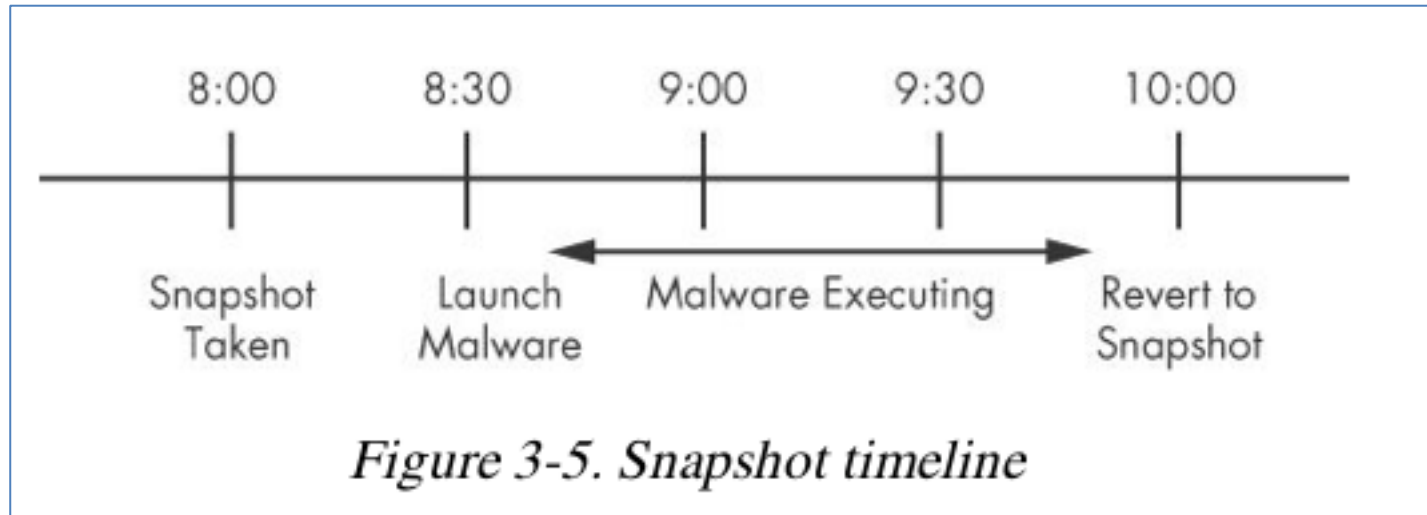 8:00 8:30 9:00 9:30 10:00
Snapshot Launch Malware Executing Revert to
Taken Malware Snapshot
Figure 3-5. Snapshot timeline